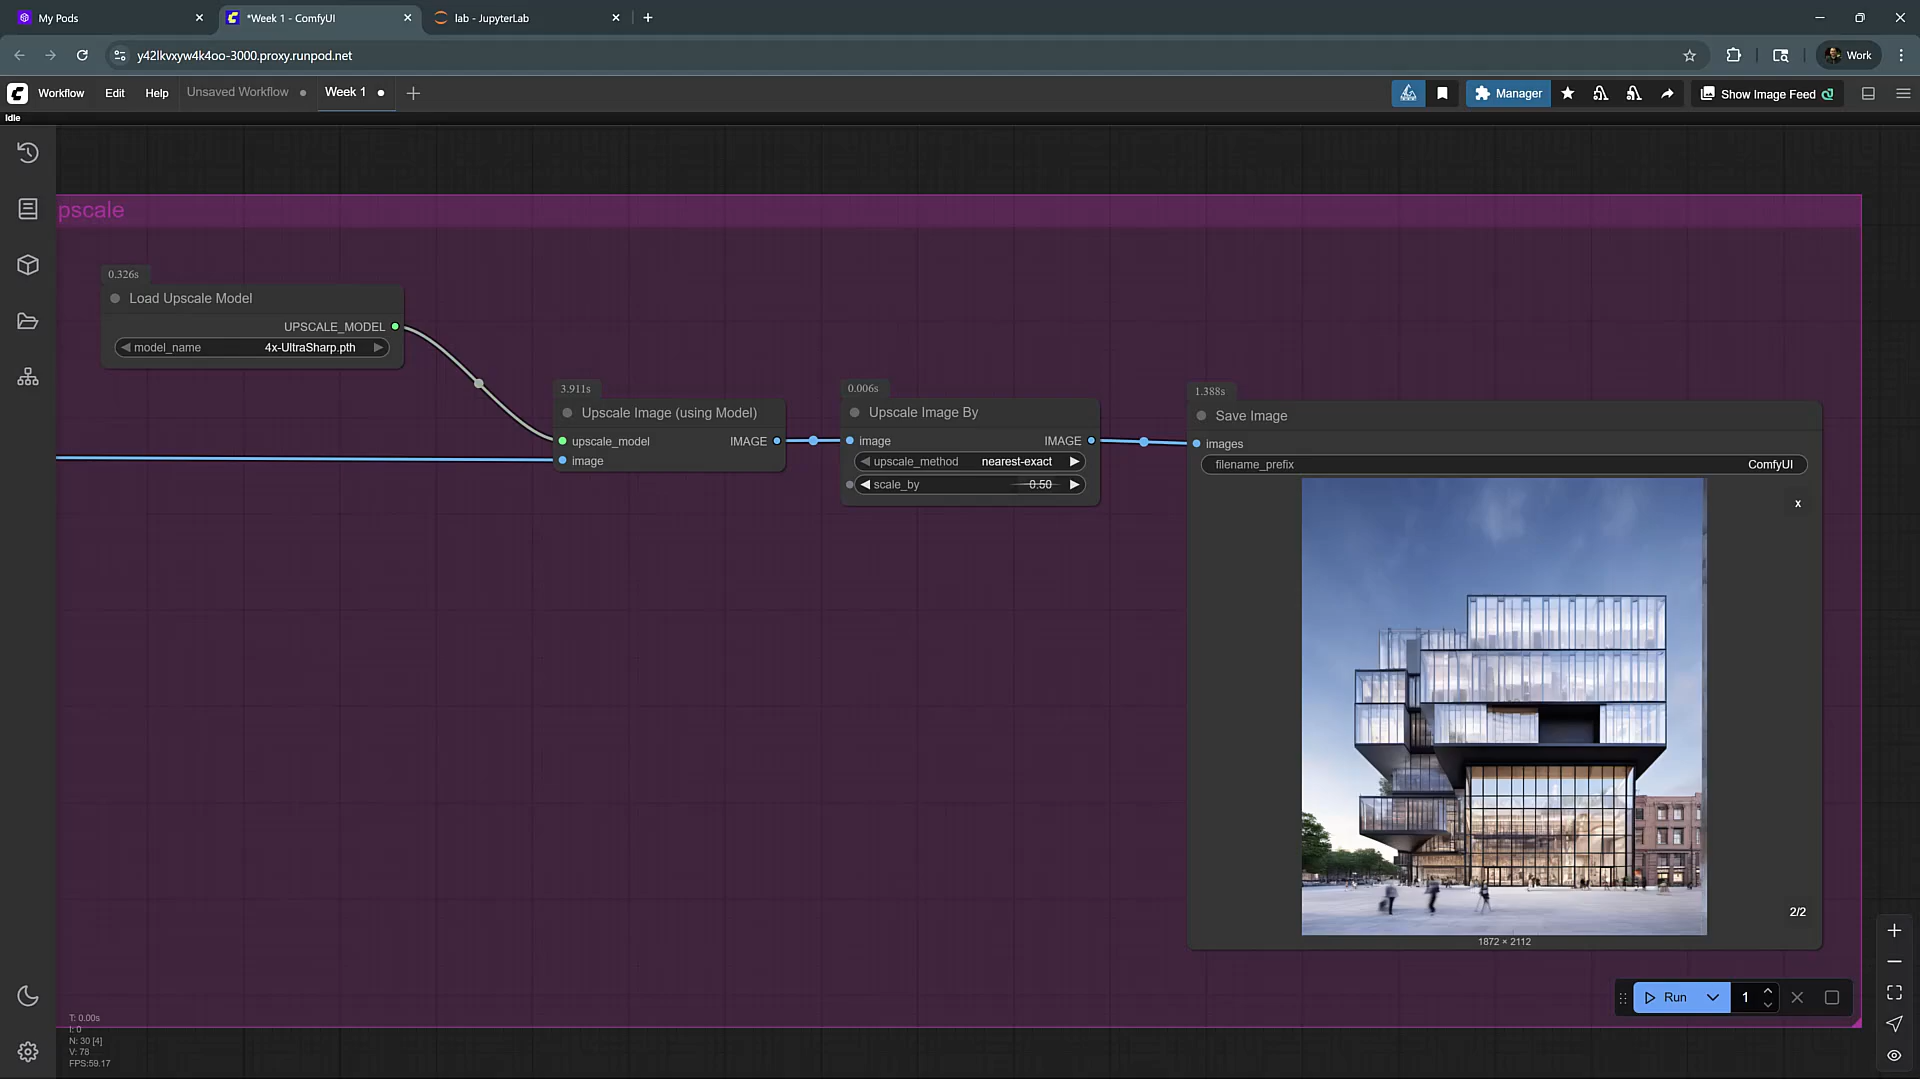 My Pods
*Week 1 - ComfyUI
lab - JupyterLab
y42lkvxyw4k4oo-3000.proxy.runpod.net
Work
Workflow
Edit
Help
Unsaved Workflow
Week 1
Manager
Show Image Feed
Idle
pscale
0.326s
Load Upscale Model
UPSCALE_MODEL
model_name
4x-UltraSharp.pth
3.911s
Upscale Image (using Model)
upscale_model
IMAGE
image
0.006s
Upscale Image By
image
IMAGE
upscale_method
nearest-exact
scale_by
0.50
1.388s
Save Image
images
filename_prefix
ComfyUI
x
2/2
1872 × 2112
Run
1
T: 0.00s
I: 0
N: 30 [4]
V: 78
FPS:59.17